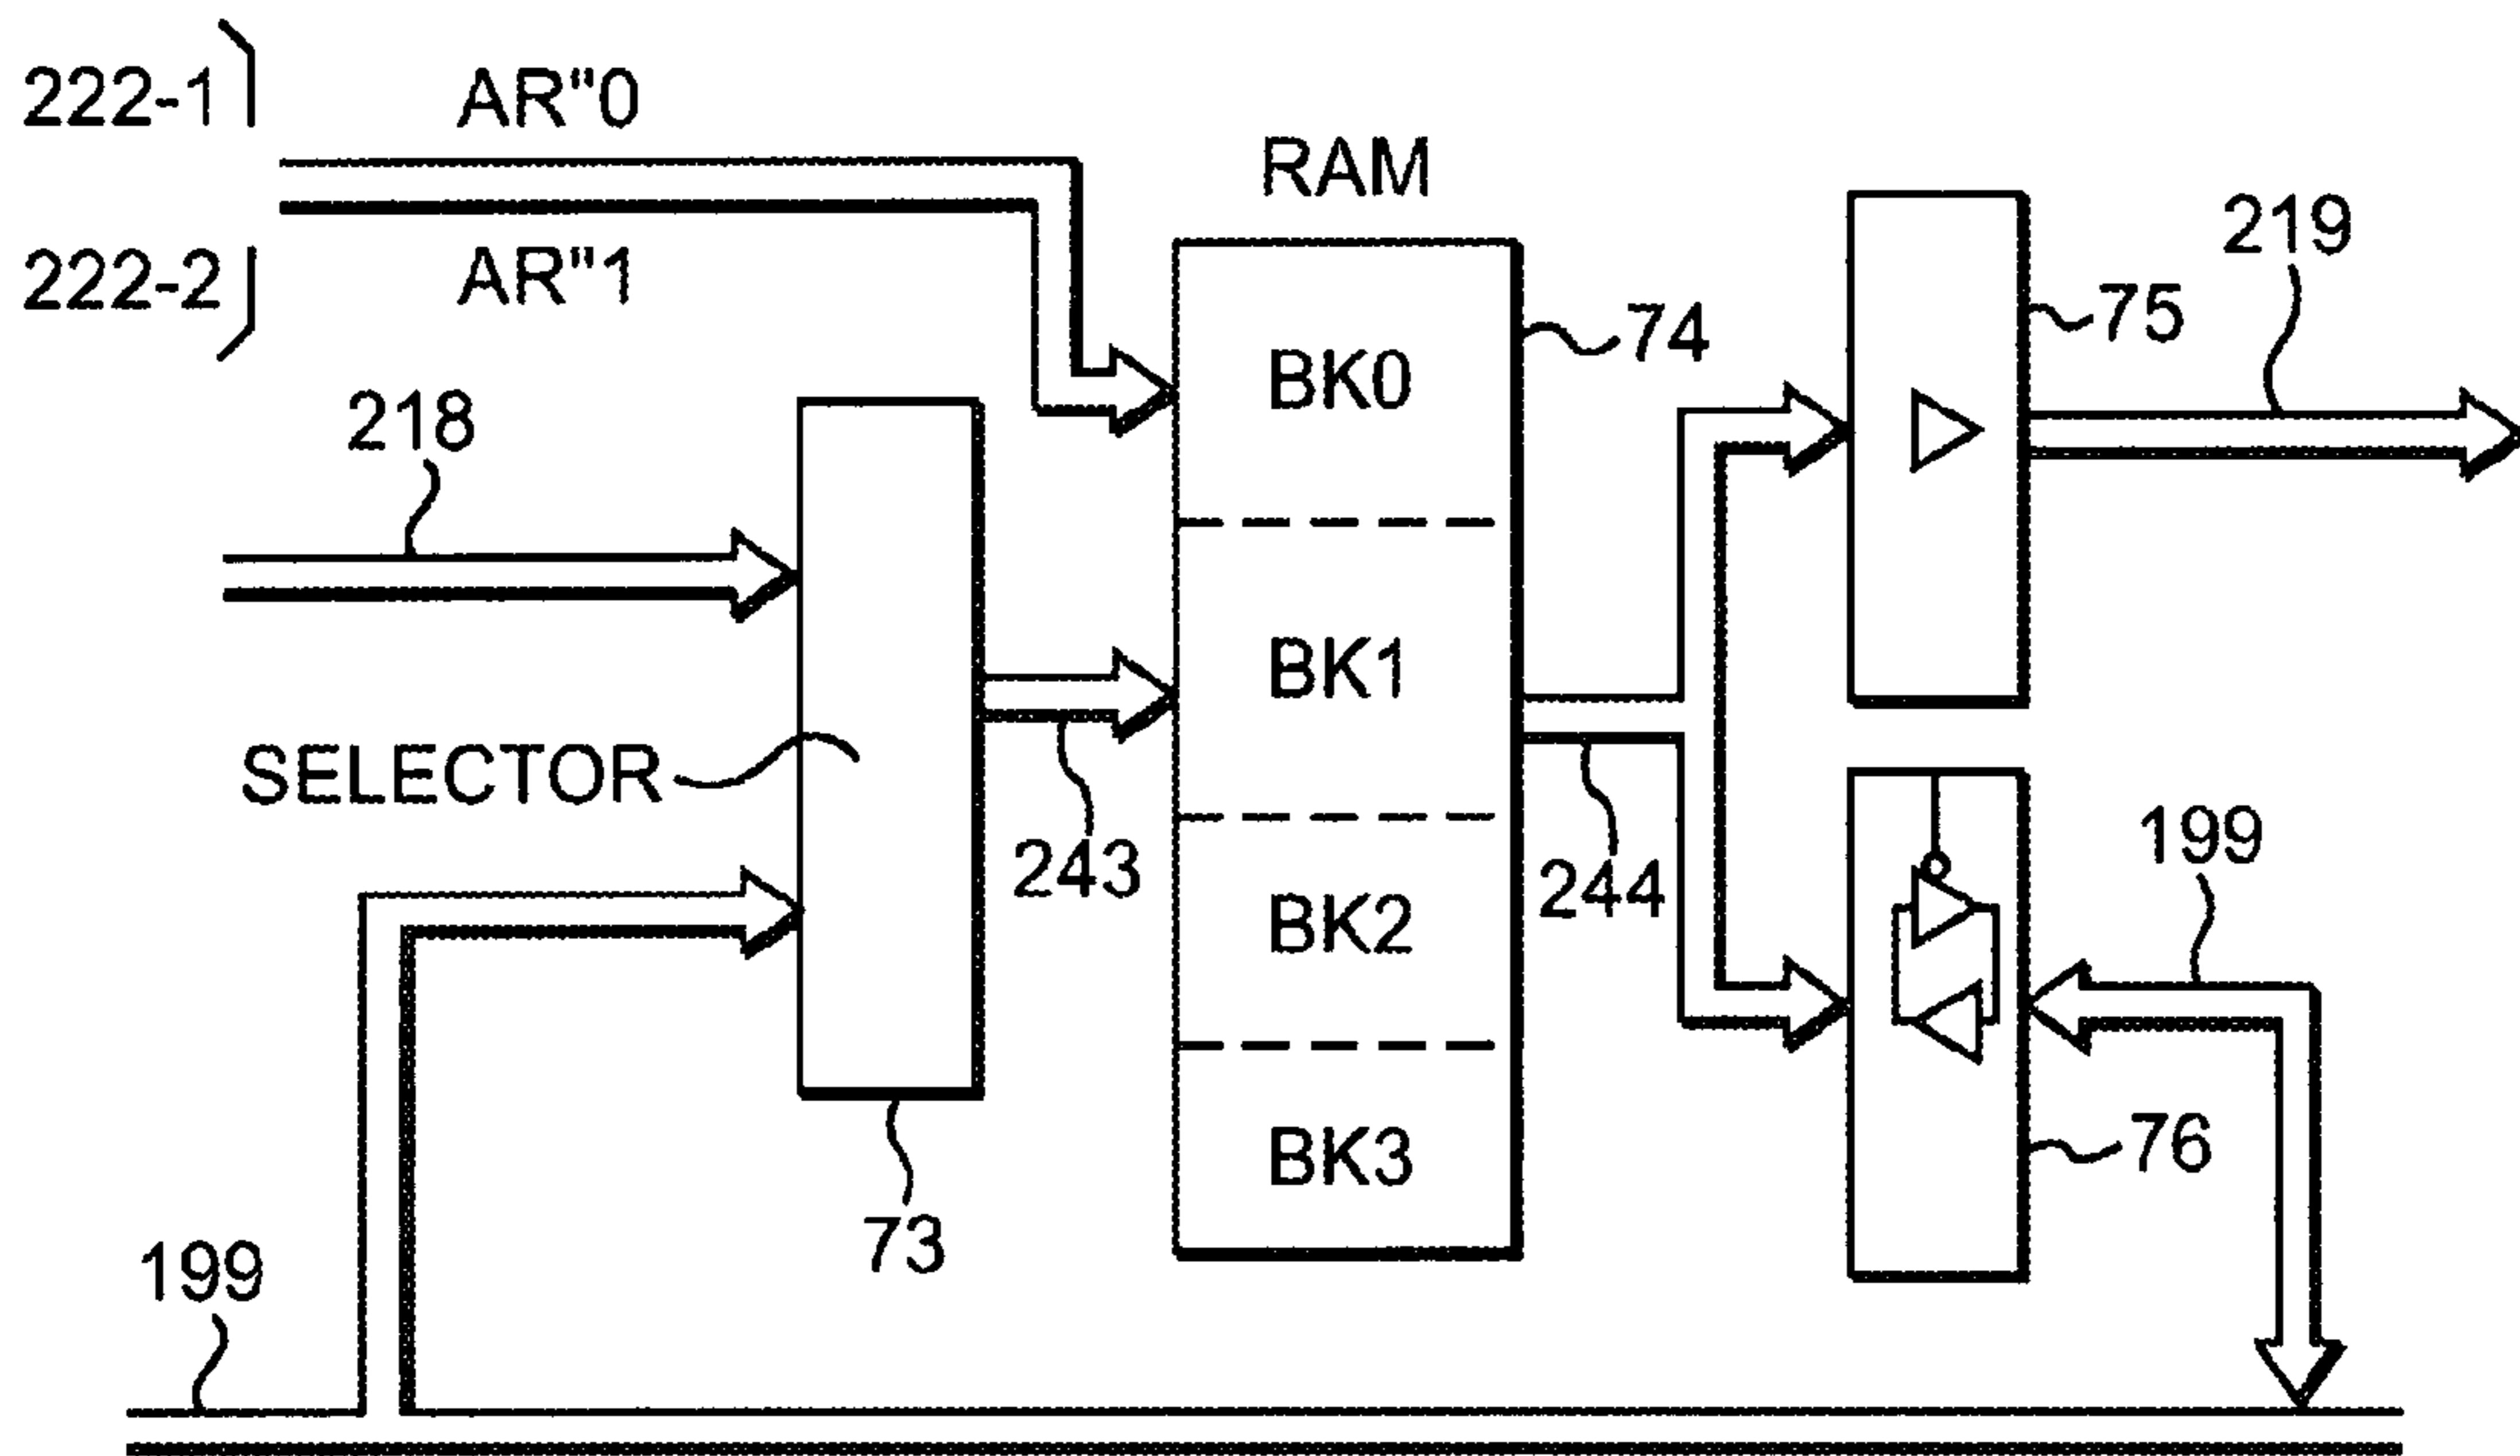 222-1
AR"0
RAM
222-2
AR"1
219
75
74
BK0
218
BK1
SELECTOR
243
244
199
BK2
76
BK3
73
199